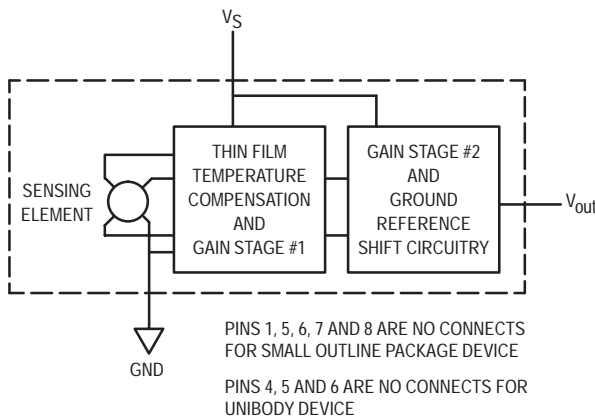 VS
SENSING
ELEMENT
THIN FILM
TEMPERATURE
COMPENSATION
AND
GAIN STAGE #1
GAIN STAGE #2
AND
GROUND
REFERENCE
SHIFT CIRCUITRY
Vout
GND
PINS 1, 5, 6, 7 AND 8 ARE NO CONNECTS
FOR SMALL OUTLINE PACKAGE DEVICE
PINS 4, 5 AND 6 ARE NO CONNECTS FOR
UNIBODY DEVICE